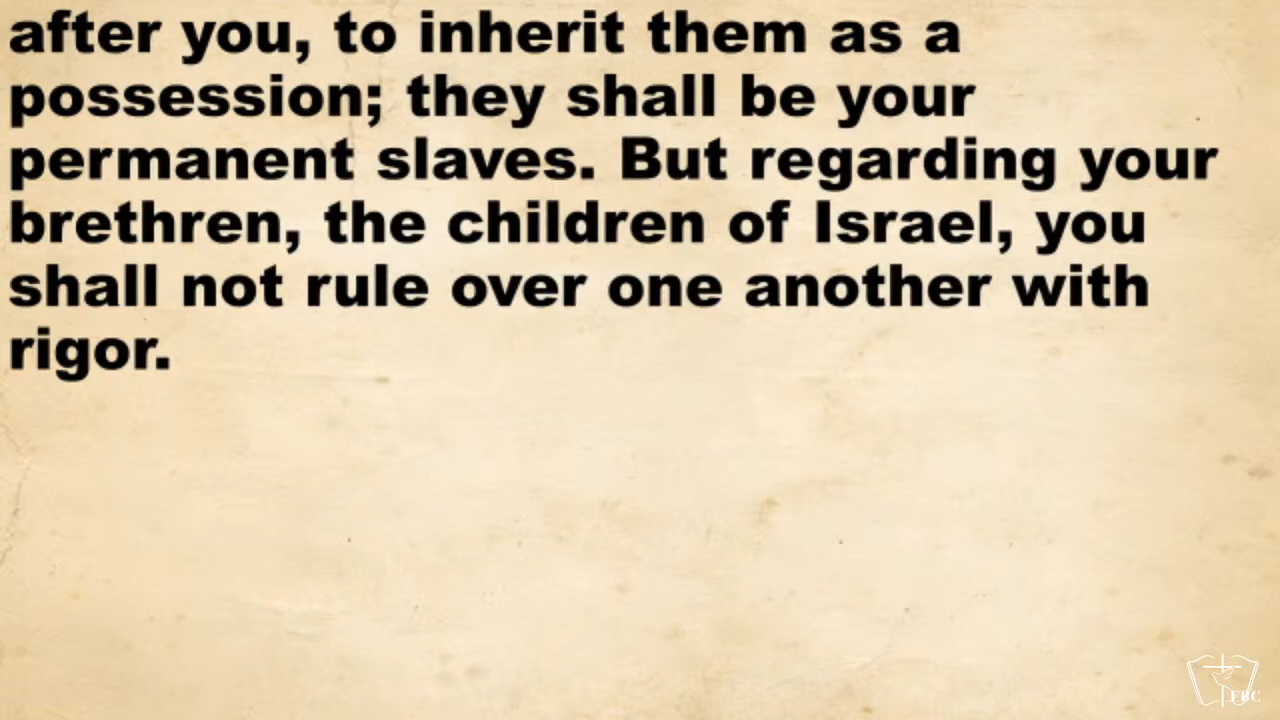 after you, to inherit them as a
possession; they shall be your
permanent slaves. But regarding your
brethren, the children of Israel, you
shall not rule over one another with
rigor.